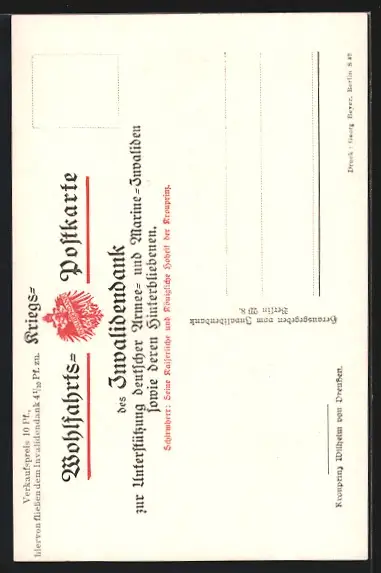 Verkaufspreis 10 Pf.,
hiervon fließen dem Invalidendank 4 1/10 Pf. zu.
Kriegs=
Wohlfahrts= Postkarte
des Invalidendank
zur Unterstützung deutscher Armee= und Marine=Invaliden
sowie deren Hinterbliebenen.
Schirmherr: Seine Kaiserliche und Königliche Hoheit der Kronprinz.
Herausgegeben vom Invalidendank
Berlin W 8.
Kronprinz Wilhelm von Preußen.
Druck: Georg Beyer, Berlin S 42